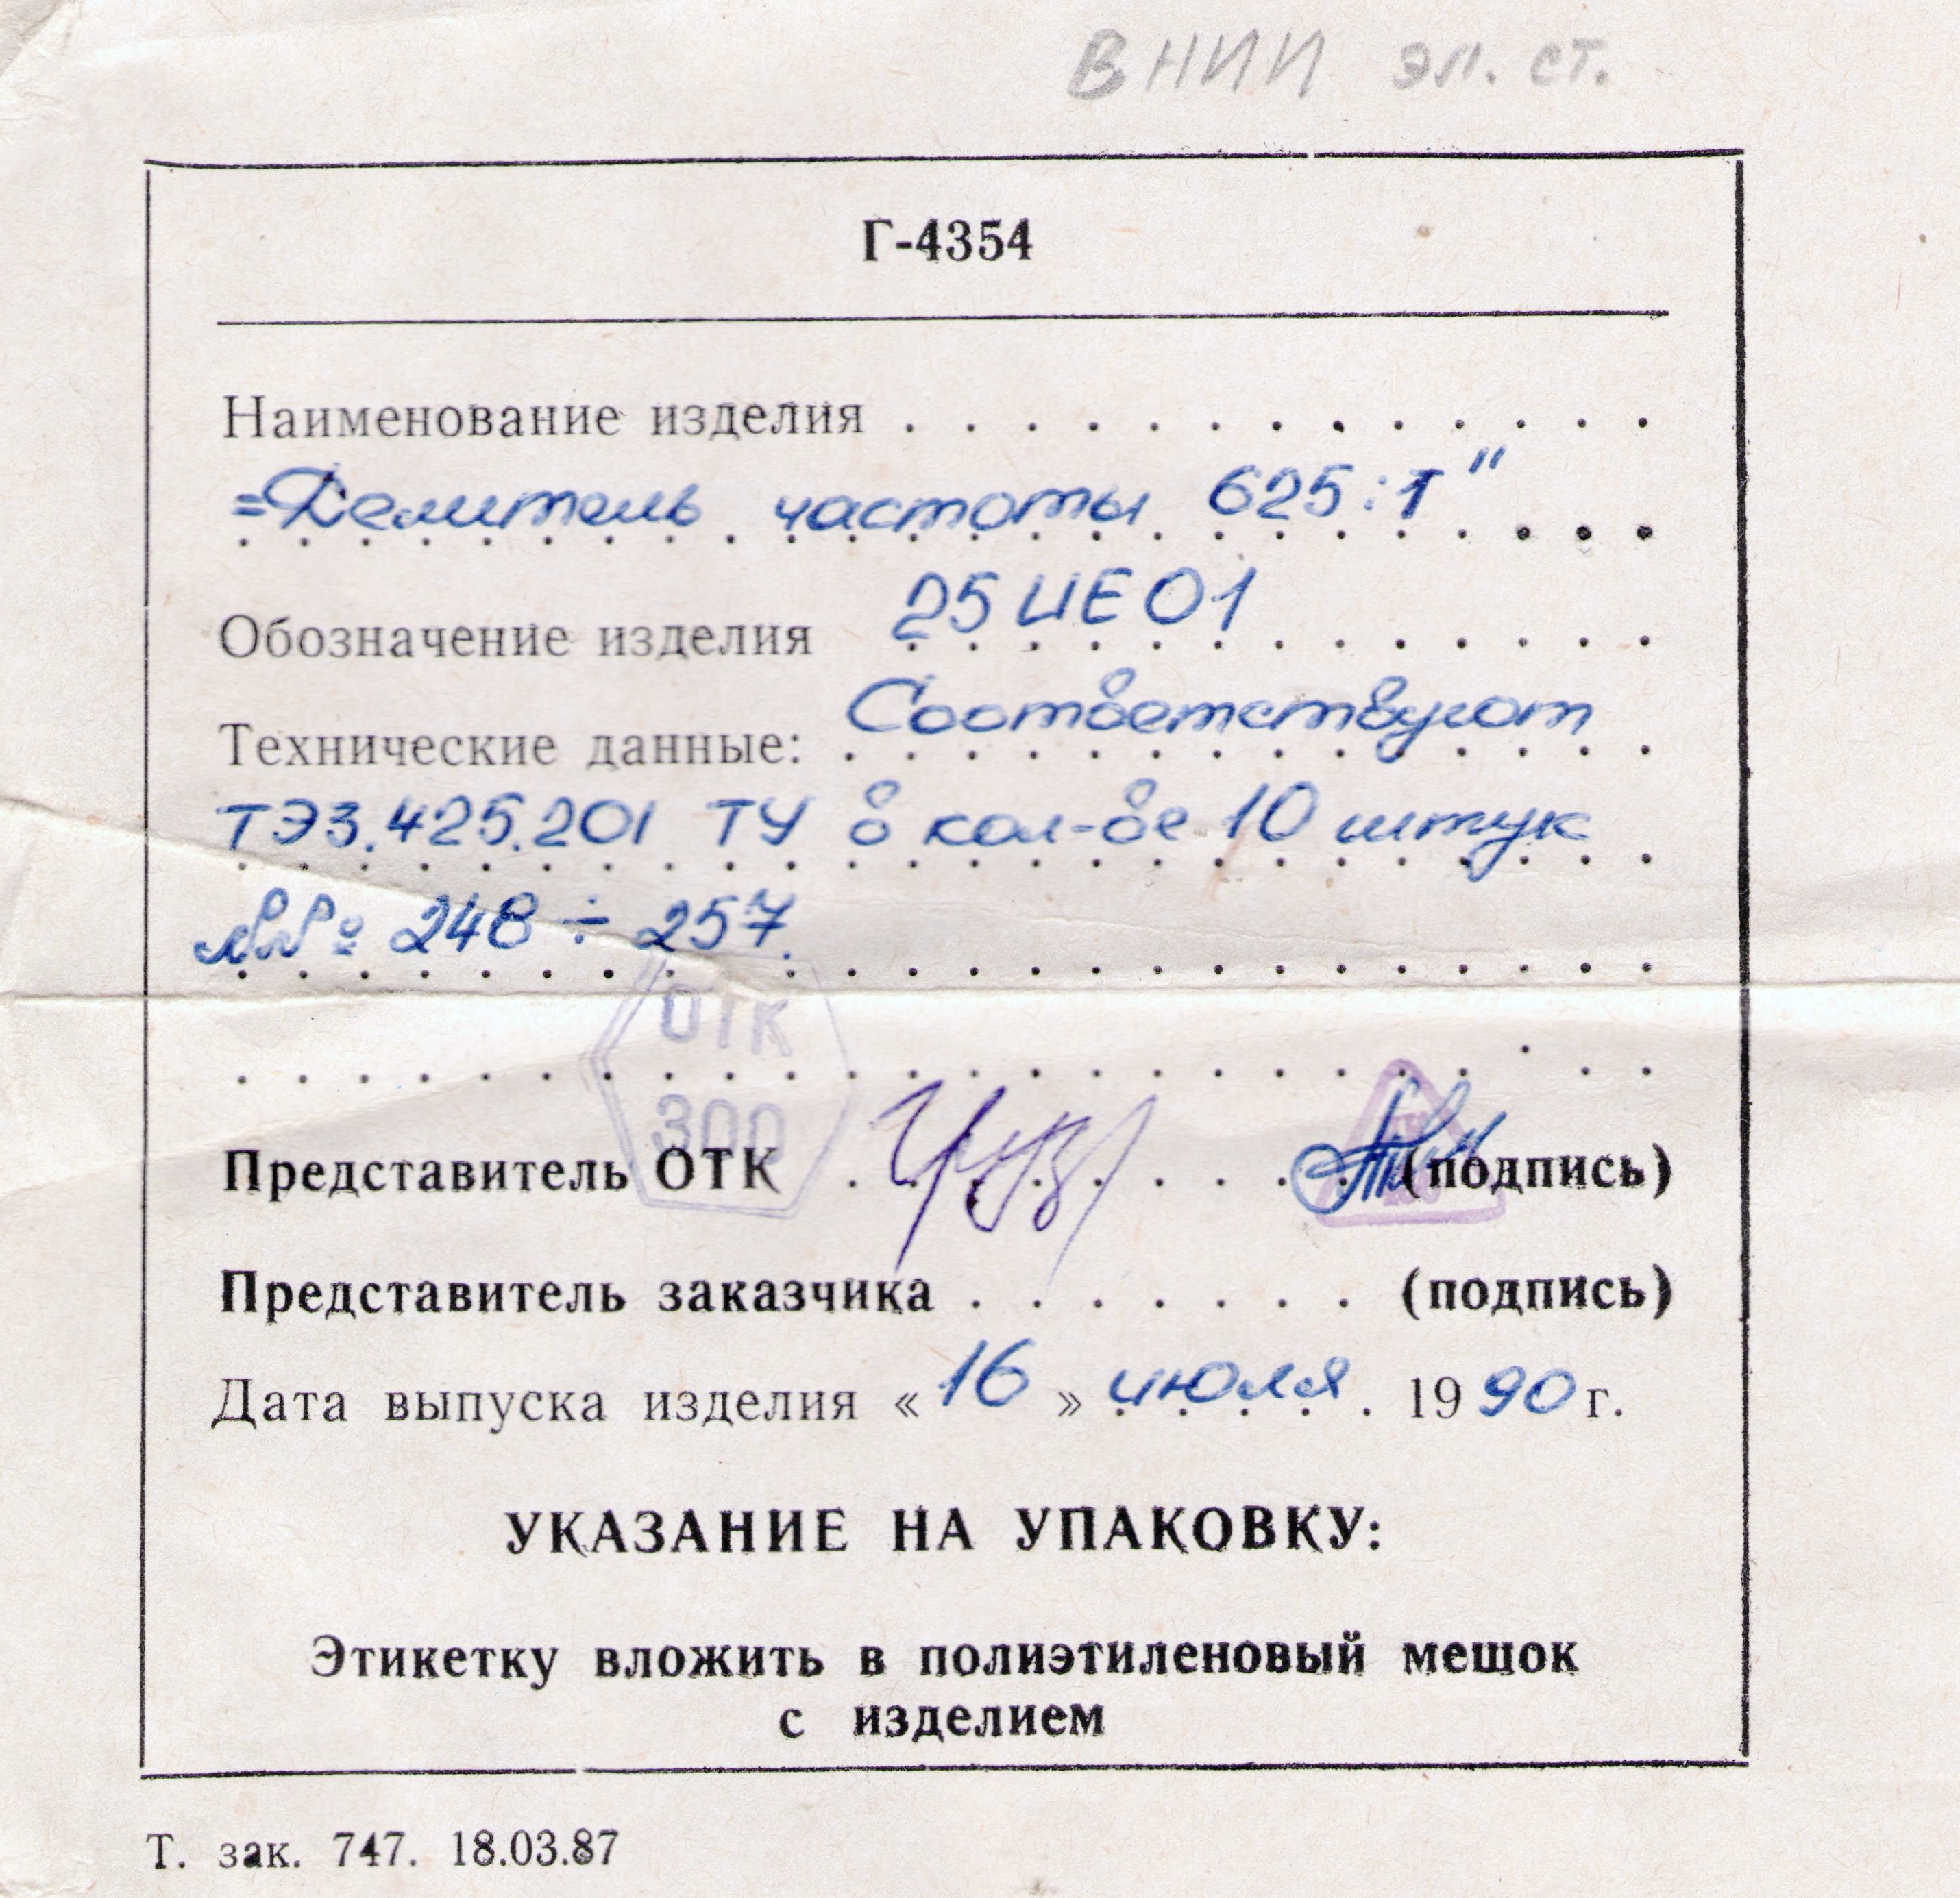 ВНИИ эл. ст.
Г-4354
Наименование изделия . . . . . . . . . . . . .
=Делитель частоты 625:1"
Обозначение изделия 25ЦЕ01
Технические данные: Соответствуют
ТЭ3.425.201 ТУ в кол-ве 10 штук
№№ 248 ÷ 257.
ОТК
300
Представитель ОТК . . . . . . . . (подпись)
Представитель заказчика . . . . . . . (подпись)
Дата выпуска изделия «16» июля. 1990 г.
УКАЗАНИЕ НА УПАКОВКУ:
Этикетку вложить в полиэтиленовый мешок
с изделием
Т. зак. 747. 18.03.87